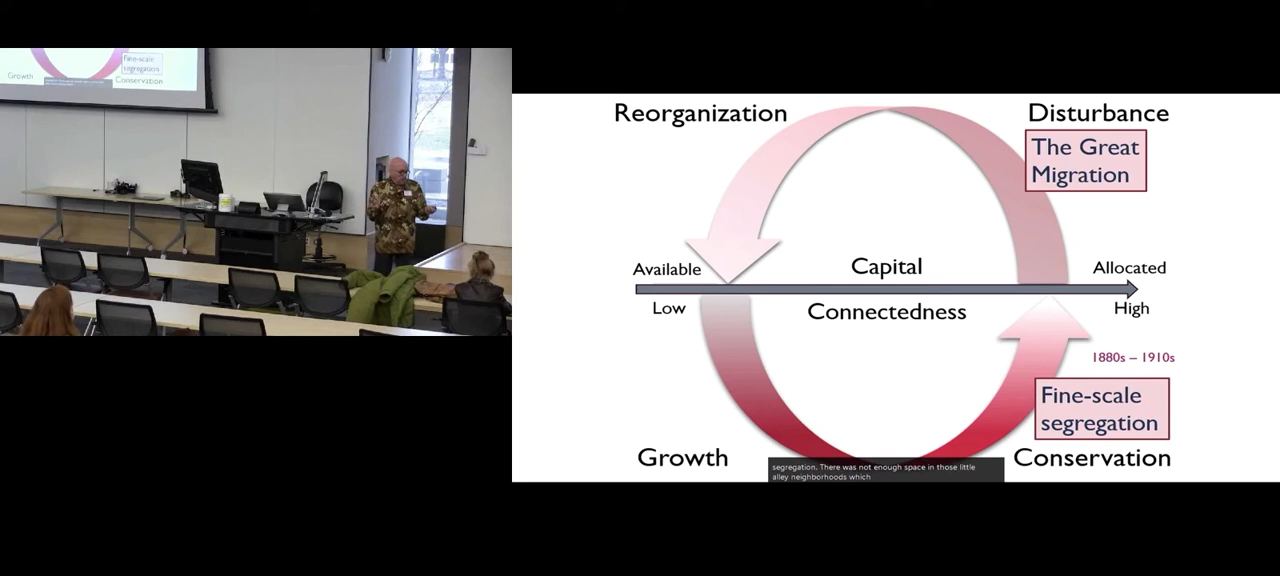 Fine-scale
segregation
Growth
Conservation
Reorganization
Disturbance
The Great
Migration
Available
Capital
Allocated
Low
Connectedness
High
1880s – 1910s
Fine-scale
segregation
Growth
Conservation
segregation. There was not enough space in those little
alley neighborhoods which